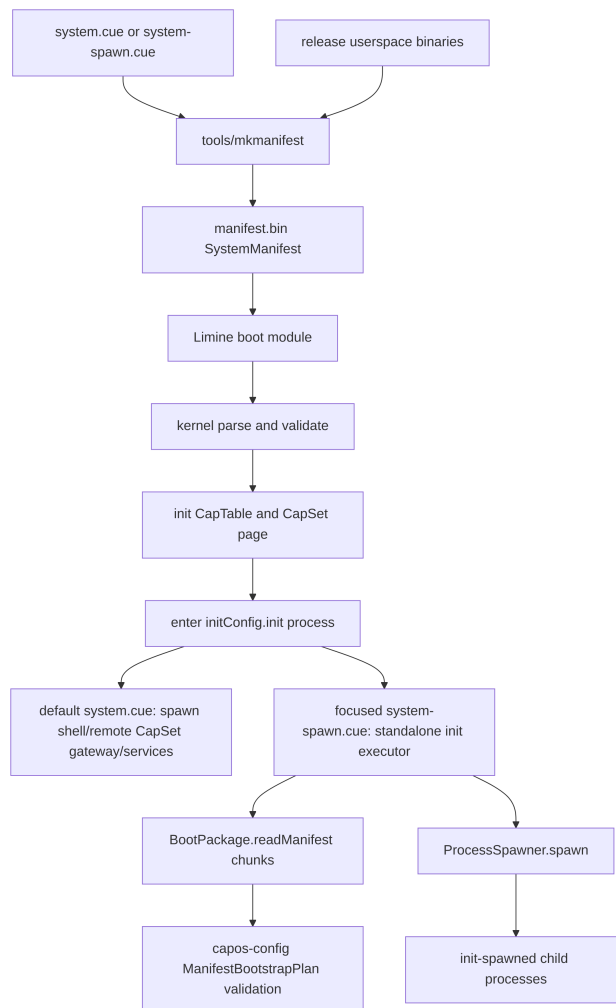 system.cue or system-
spawn.cue
release userspace binaries
tools/mkmanifest
manifest.bin
SystemManifest
Limine boot module
kernel parse and validate
init CapTable and CapSet
page
enter initConfig.init process
default system.cue: spawn
shell/remote CapSet
gateway/services
focused system-
spawn.cue: standalone init
executor
BootPackage.readManifest
chunks
ProcessSpawner.spawn
capos-config
ManifestBootstrapPlan
validation
init-spawned child
processes